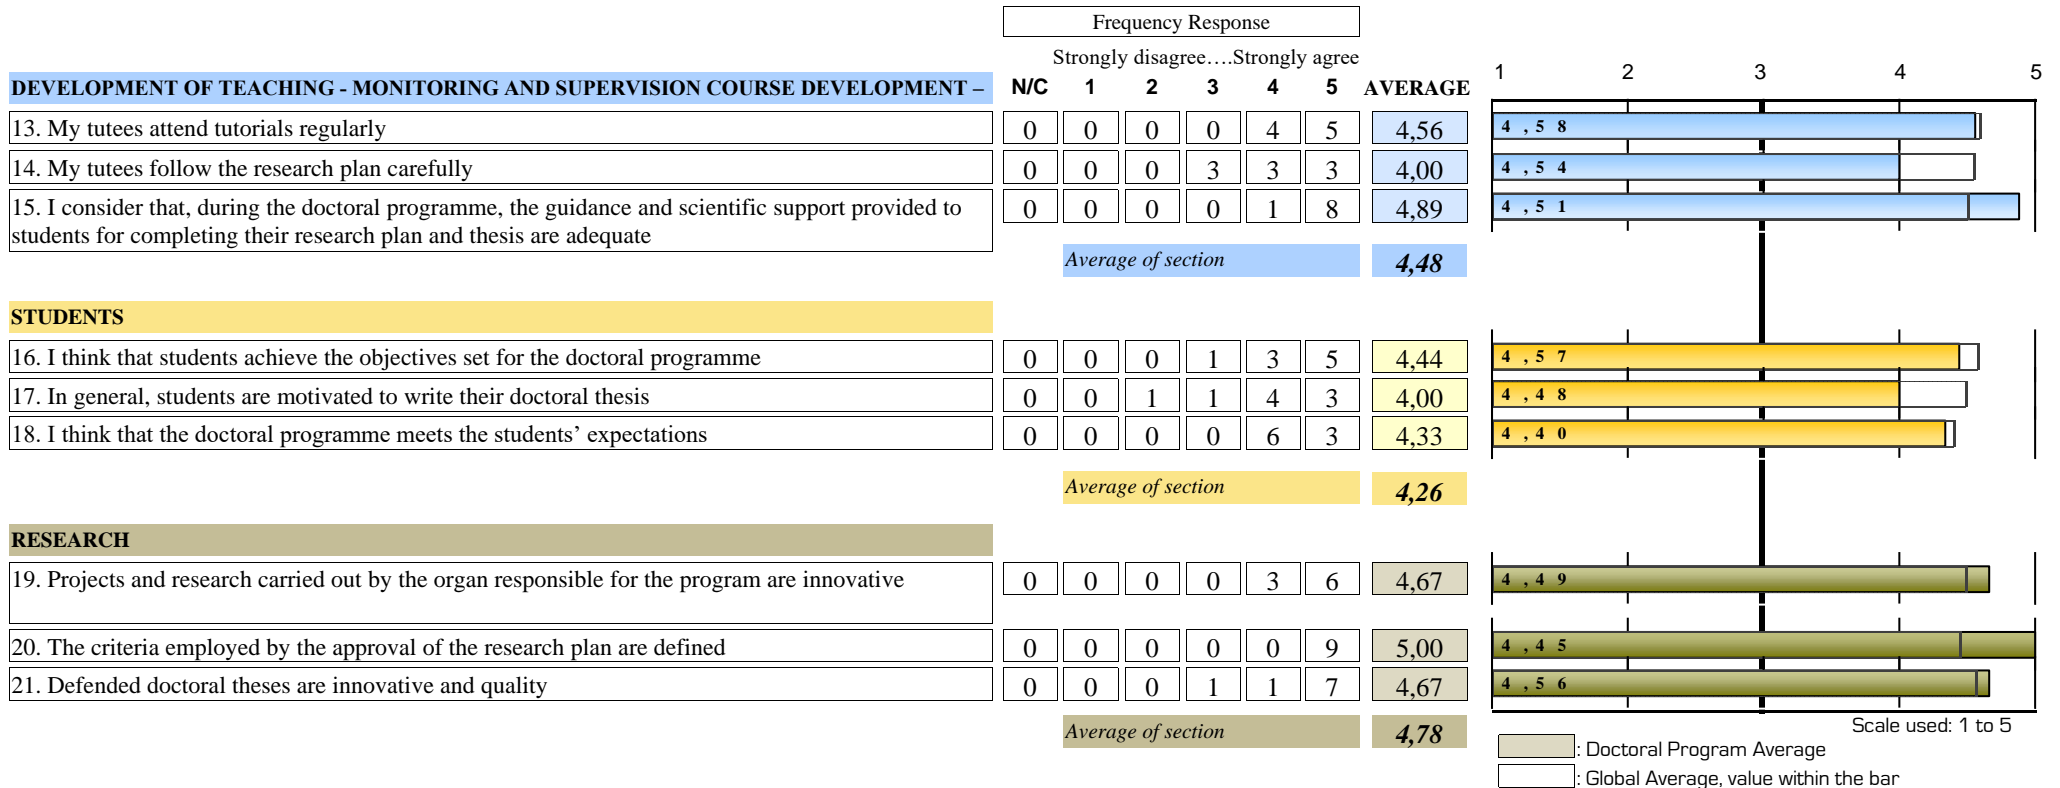 Frequency Response
Strongly disagree….Strongly agree
DEVELOPMENT OF TEACHING - MONITORING AND SUPERVISION COURSE DEVELOPMENT – N/C 1 2 3 4 5 AVERAGE 1 2 3 4 5
13. My tutees attend tutorials regularly 0 0 0 0 4 5 4,56 4,58
14. My tutees follow the research plan carefully 0 0 0 3 3 3 4,00 4,54
15. I consider that, during the doctoral programme, the guidance and scientific support provided to 0 0 0 0 1 8 4,89 4,51
students for completing their research plan and thesis are adequate
Average of section 4,48
STUDENTS
16. I think that students achieve the objectives set for the doctoral programme 0 0 0 1 3 5 4,44 4,57
17. In general, students are motivated to write their doctoral thesis 0 0 1 1 4 3 4,00 4,48
18. I think that the doctoral programme meets the students’ expectations 0 0 0 0 6 3 4,33 4,40
Average of section 4,26
RESEARCH
19. Projects and research carried out by the organ responsible for the program are innovative 0 0 0 0 3 6 4,67 4,49
20. The criteria employed by the approval of the research plan are defined 0 0 0 0 0 9 5,00 4,45
21. Defended doctoral theses are innovative and quality 0 0 0 1 1 7 4,67 4,56
Average of section 4,78
Scale used: 1 to 5
: Doctoral Program Average
: Global Average, value within the bar